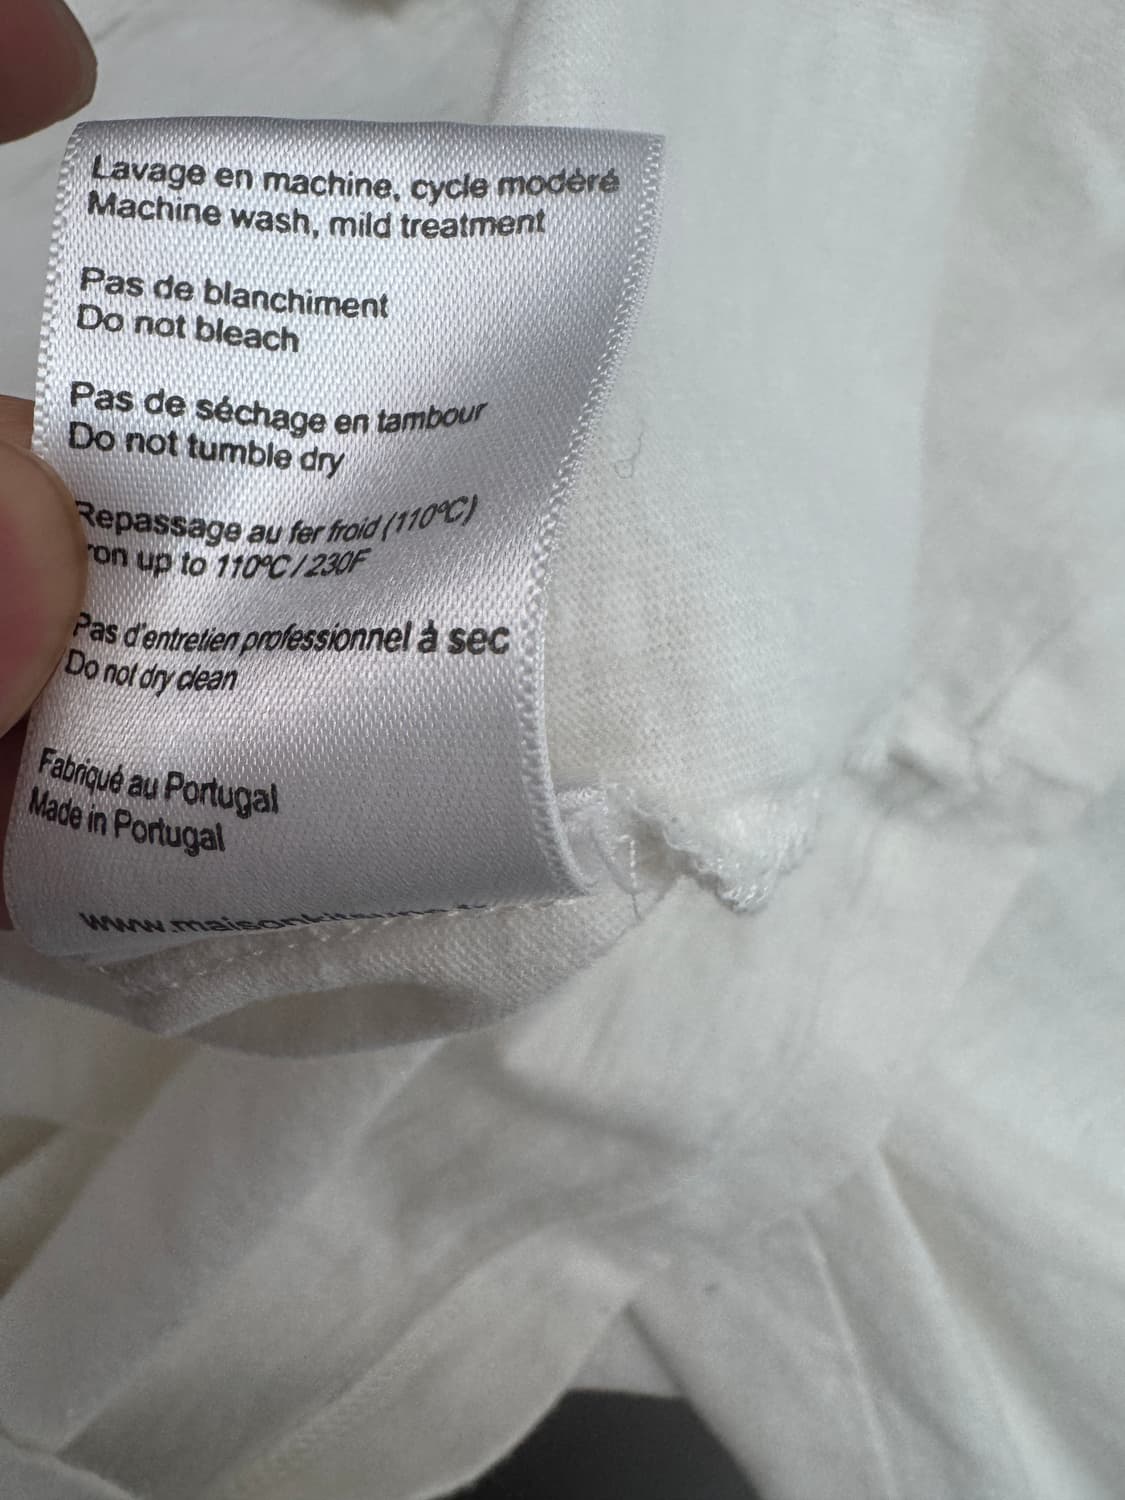 Lavage en machine, cycle modéré
Machine wash, mild treatment
Pas de blanchiment
Do not bleach
Pas de séchage en tambour
Do not tumble dry
Repassage au fer froid (110ºC)
ron up to 110ºC / 230F
Pas d'entretien professionnel à sec
Do not dry clean
Fabriqué au Portugal
Made in Portugal